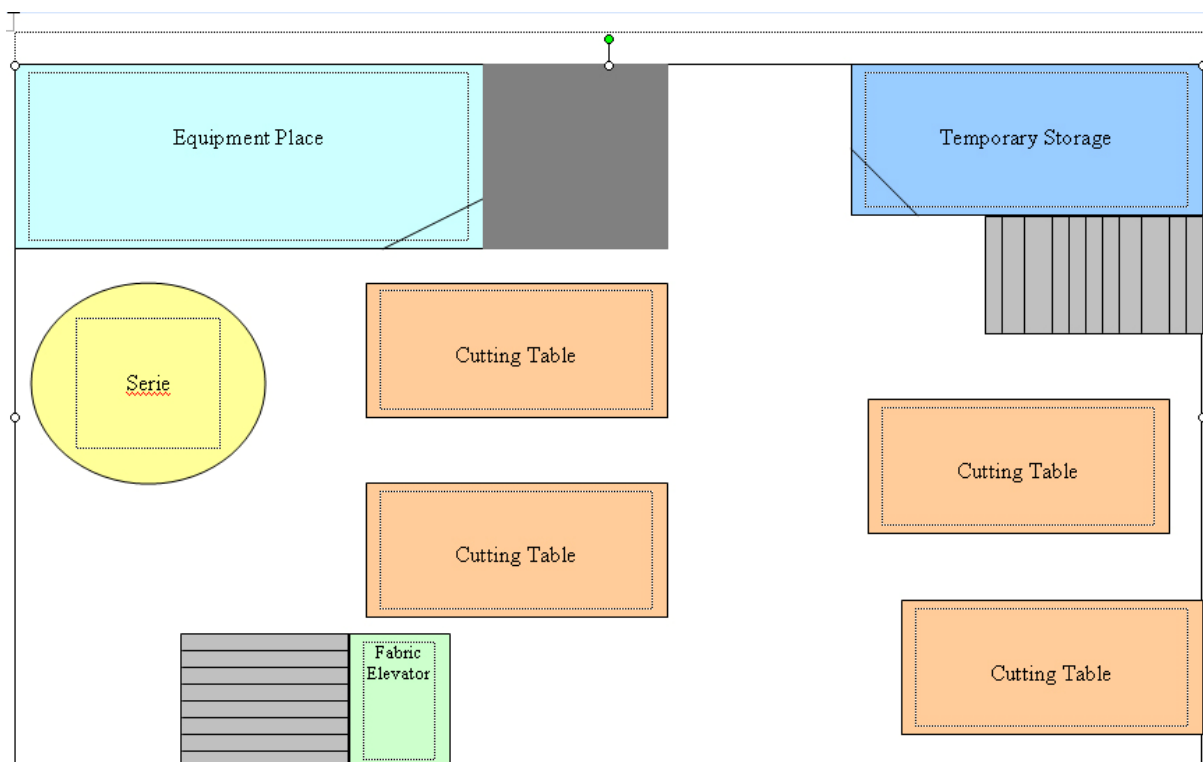 Equipment Place
Temporary Storage
Cutting Table
Serie
Cutting Table
Cutting Table
Fabric
Elevator
Cutting Table